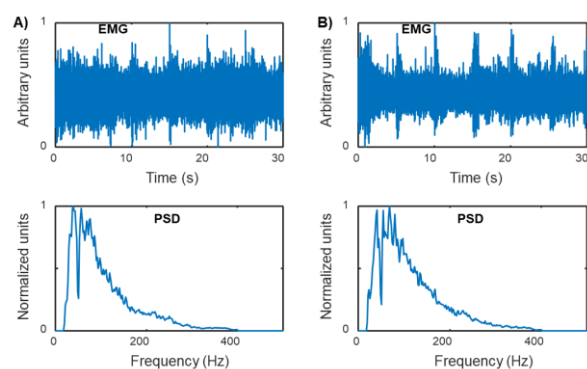 A)
EMG
Arbitrary units
1
0
0 10 20 30
Time (s)
PSD
Normalized units
1
0
0 200 400
Frequency (Hz)
B)
EMG
Arbitrary units
1
0
0 10 20 30
Time (s)
PSD
Normalized units
1
0
0 200 400
Frequency (Hz)